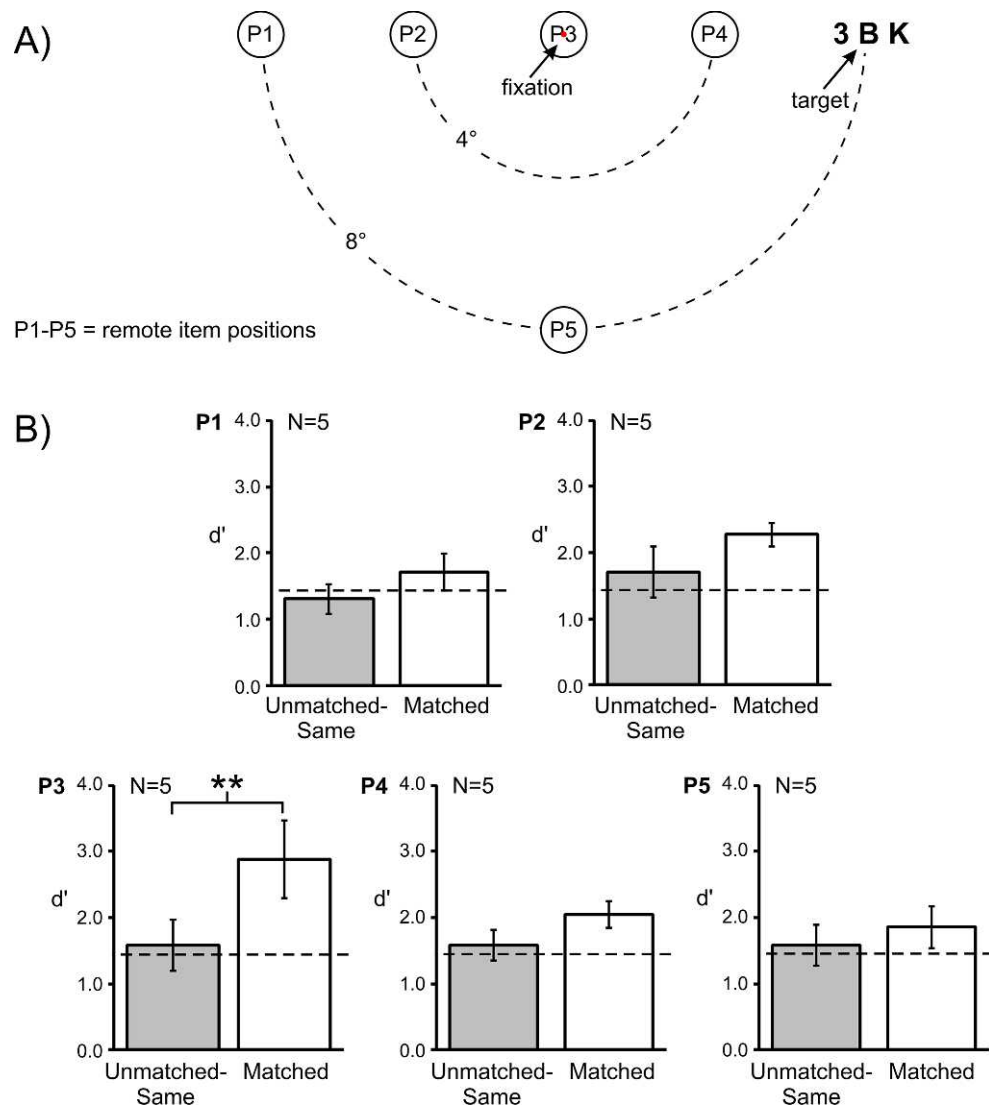 A)
P1 P2 P3 P4 3 B K
fixation
target
4°
8°
P1-P5 = remote item positions
P5
B)
P1 4.0 N=5
3.0
d'
2.0
1.0
0.0
Unmatched-Same
Matched
P2 4.0 N=5
3.0
d'
2.0
1.0
0.0
Unmatched-Same
Matched
P3 4.0 N=5
**
3.0
d'
2.0
1.0
0.0
Unmatched-Same
Matched
P4 4.0 N=5
3.0
d'
2.0
1.0
0.0
Unmatched-Same
Matched
P5 4.0 N=5
3.0
d'
2.0
1.0
0.0
Unmatched-Same
Matched